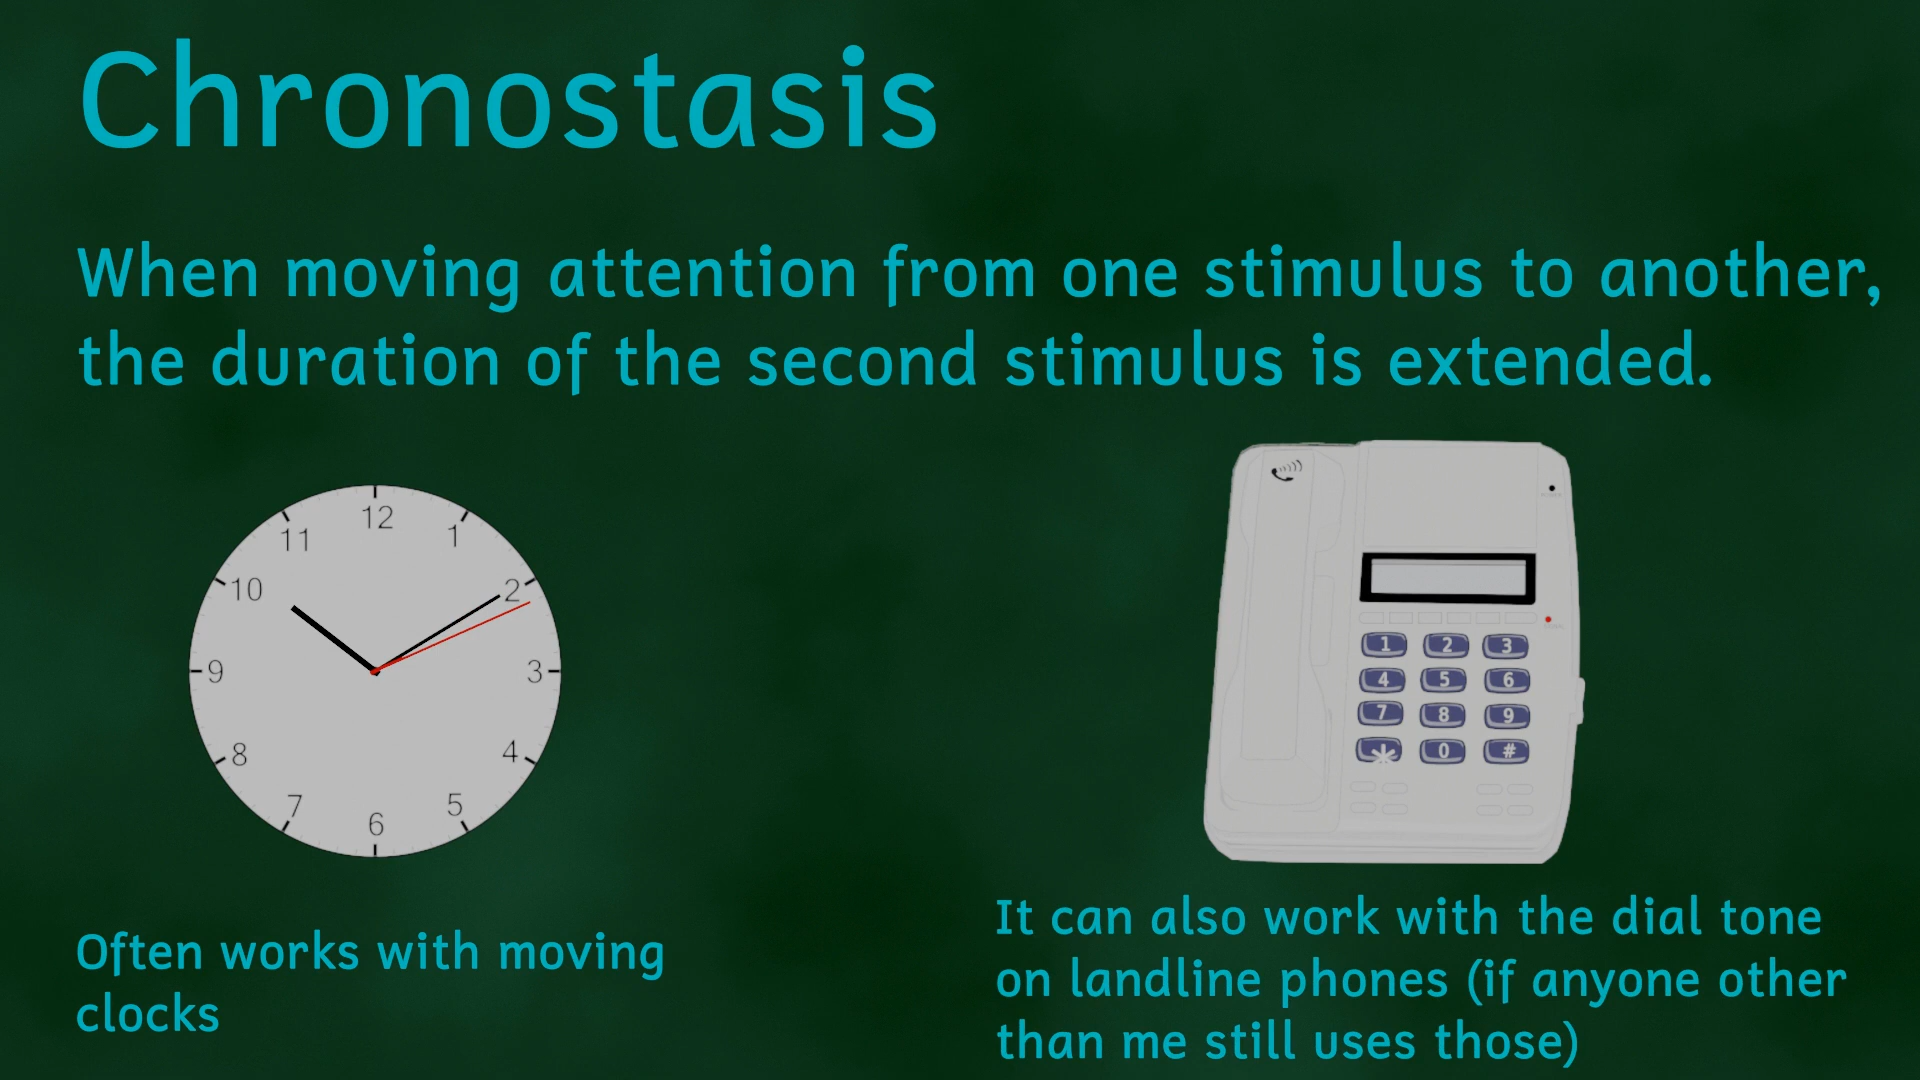 Chronostasis
When moving attention from one stimulus to another,
the duration of the second stimulus is extended.
12
11 1
10 2
9 3
8 4
7 5
6
1 2 3
4 5 6
7 8 9
* 0 #
Often works with moving
clocks
It can also work with the dial tone
on landline phones (if anyone other
than me still uses those)